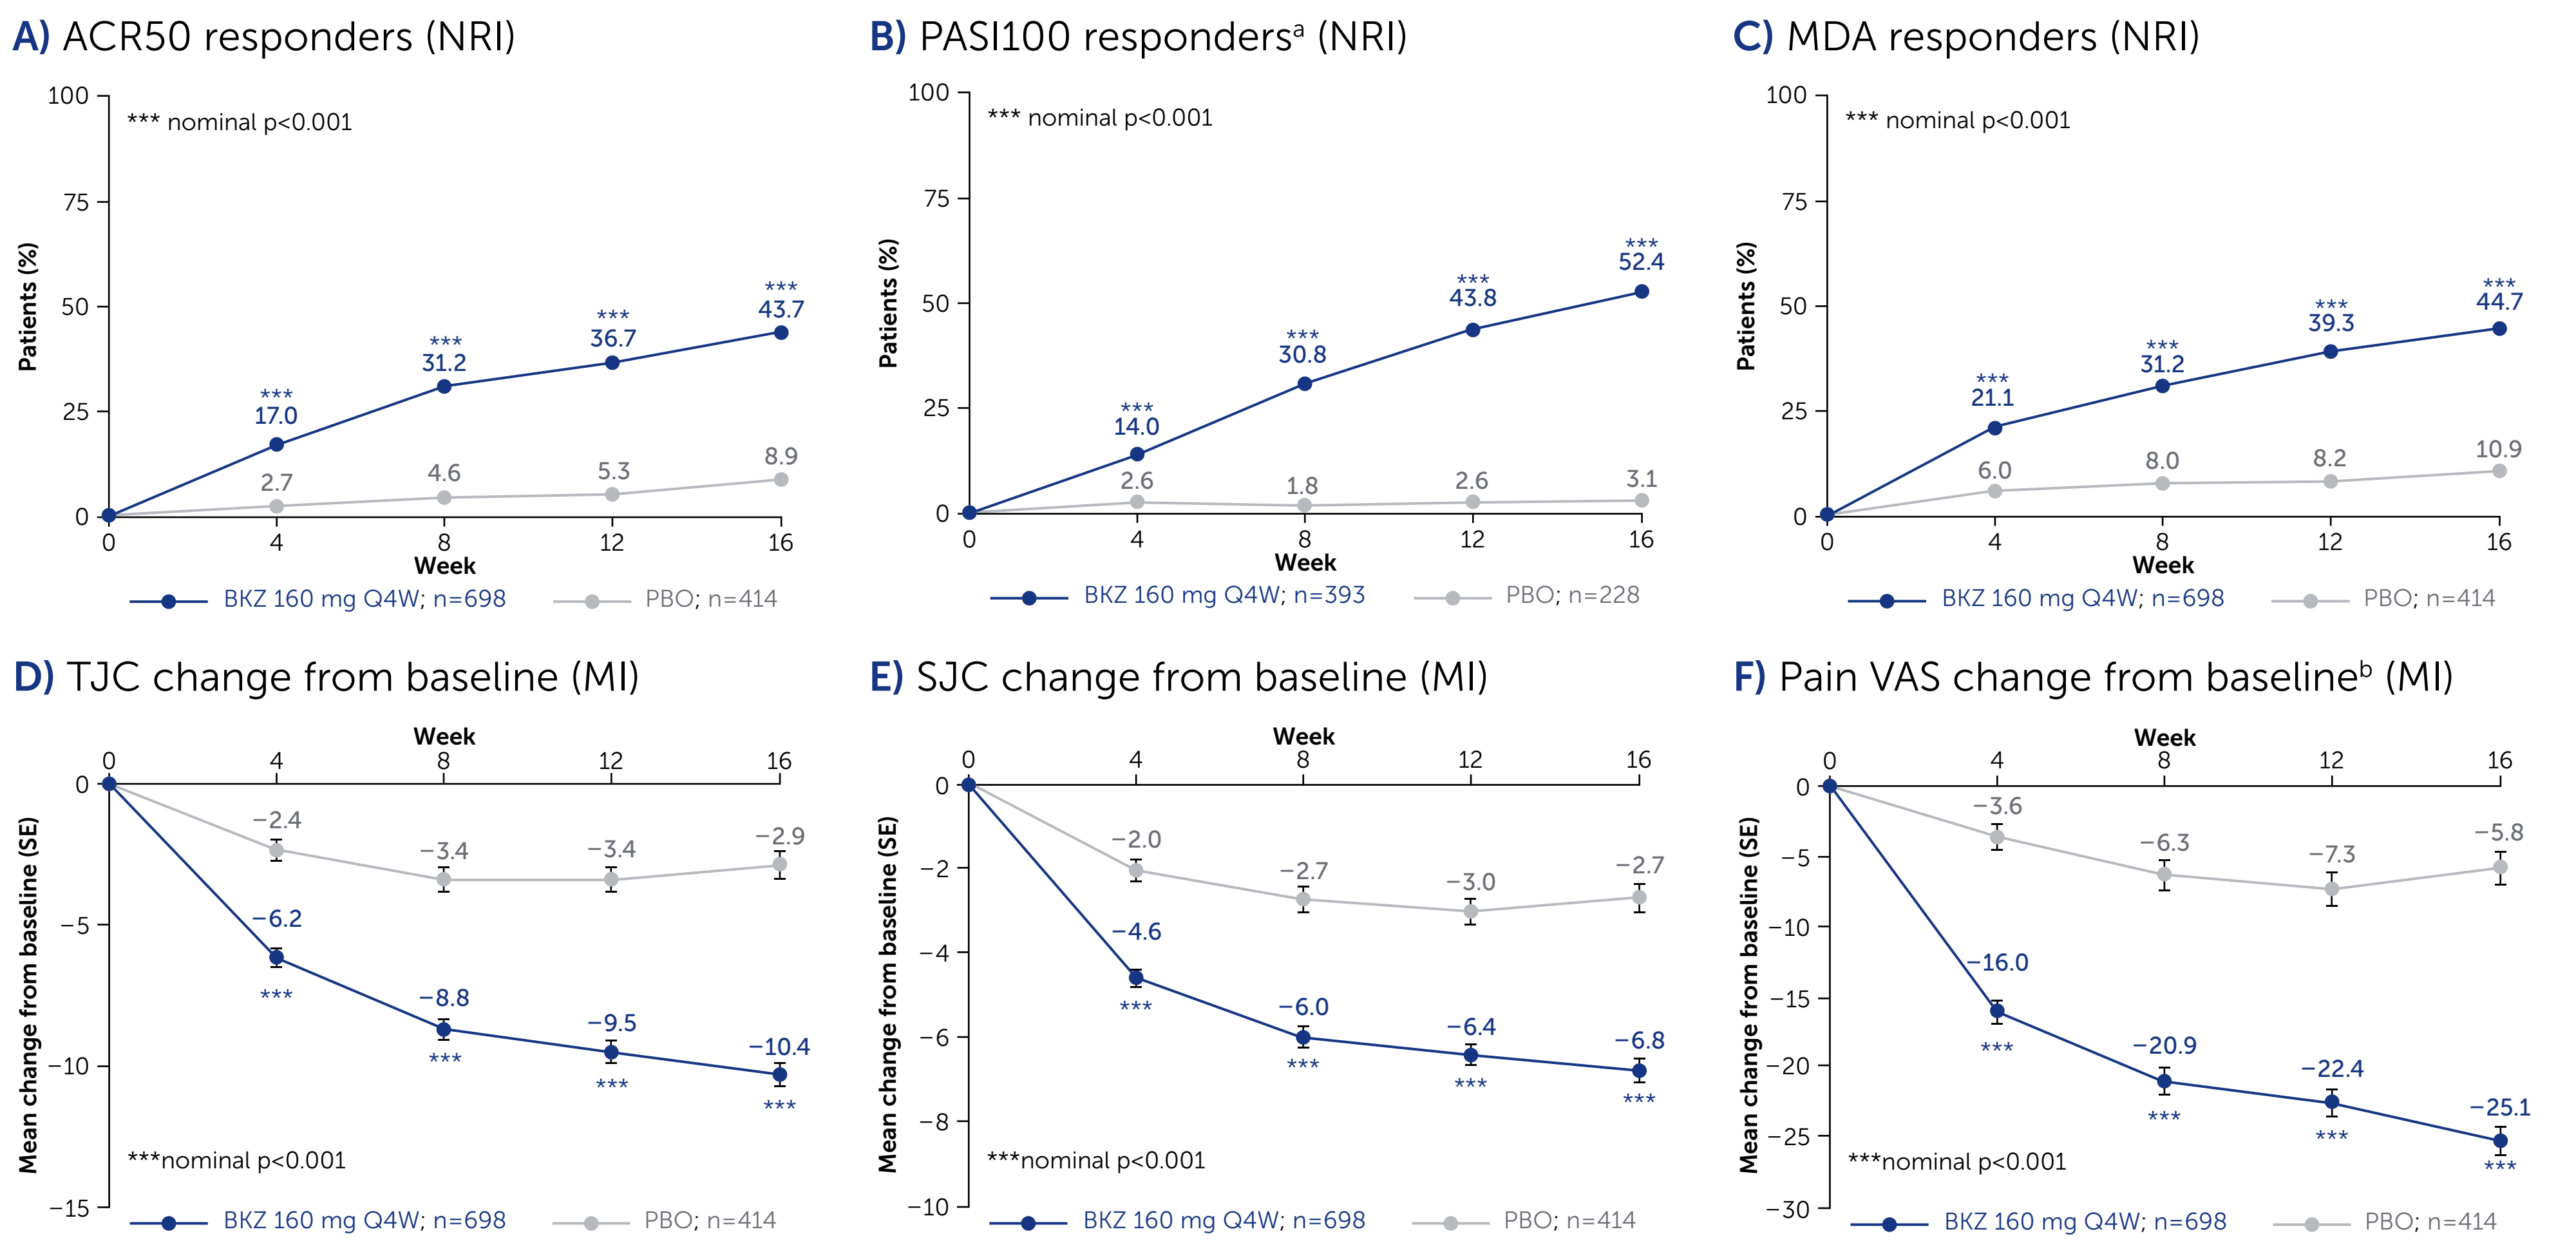 A) ACR50 responders (NRI)
100
75
50
25
0
Patients (%)
*** nominal p<0.001
***
17.0
***
31.2
***
36.7
***
43.7
2.7
4.6
5.3
8.9
0 4 8 12 16
Week
BKZ 160 mg Q4W; n=698 PBO; n=414
B) PASI100 respondersᵃ (NRI)
100
75
50
25
0
Patients (%)
*** nominal p<0.001
***
14.0
***
30.8
***
43.8
***
52.4
2.6
1.8
2.6
3.1
0 4 8 12 16
Week
BKZ 160 mg Q4W; n=393 PBO; n=228
C) MDA responders (NRI)
100
75
50
25
0
Patients (%)
*** nominal p<0.001
***
21.1
***
31.2
***
39.3
***
44.7
6.0
8.0
8.2
10.9
0 4 8 12 16
Week
BKZ 160 mg Q4W; n=698 PBO; n=414
D) TJC change from baseline (MI)
Week
0 4 8 12 16
0
−5
−10
−15
Mean change from baseline (SE)
−2.4
−3.4
−3.4
−2.9
−6.2
***
−8.8
***
−9.5
***
−10.4
***
***nominal p<0.001
BKZ 160 mg Q4W; n=698 PBO; n=414
E) SJC change from baseline (MI)
Week
0 4 8 12 16
0
−2
−4
−6
−8
−10
Mean change from baseline (SE)
−2.0
−2.7
−3.0
−2.7
−4.6
***
−6.0
***
−6.4
***
−6.8
***
***nominal p<0.001
BKZ 160 mg Q4W; n=698 PBO; n=414
F) Pain VAS change from baselineᵇ (MI)
Week
0 4 8 12 16
0
−5
−10
−15
−20
−25
−30
Mean change from baseline (SE)
−3.6
−6.3
−7.3
−5.8
−16.0
***
−20.9
***
−22.4
***
−25.1
***
***nominal p<0.001
BKZ 160 mg Q4W; n=698 PBO; n=414